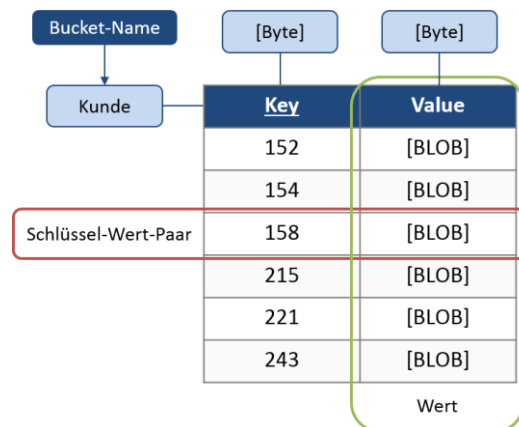 Bucket-Name
[Byte]
[Byte]
Kunde
Key
Value
152
[BLOB]
154
[BLOB]
Schlüssel-Wert-Paar
158
[BLOB]
215
[BLOB]
221
[BLOB]
243
[BLOB]
Wert